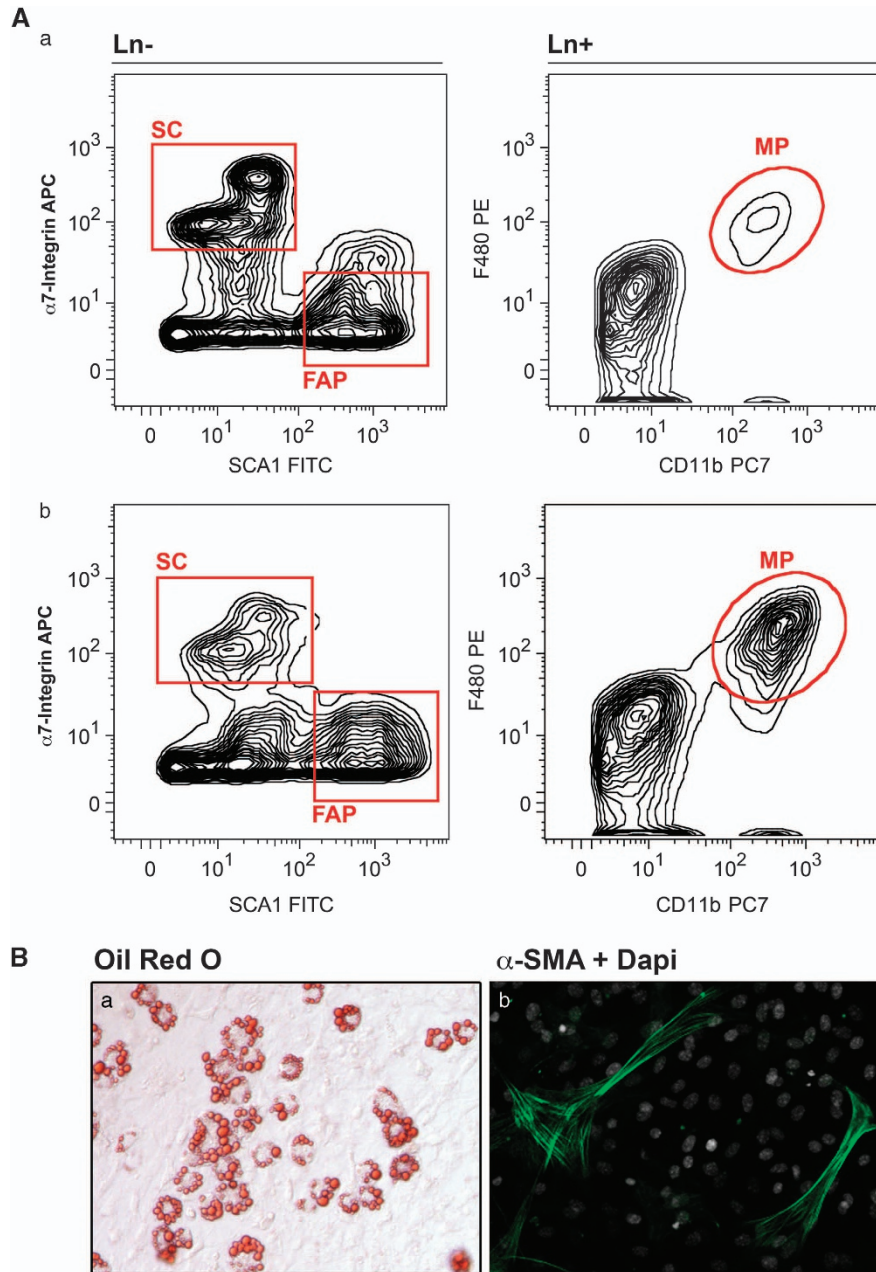 A
a
Ln-
Ln+
α7-Integrin APC
10³
10²
10¹
0
SC
FAP
0 10¹ 10² 10³
SCA1 FITC
F480 PE
10³
10²
10¹
0
MP
0 10¹ 10² 10³
CD11b PC7
b
α7-Integrin APC
10³
10²
10¹
0
SC
FAP
0 10¹ 10² 10³
SCA1 FITC
F480 PE
10³
10²
10¹
0
MP
0 10¹ 10² 10³
CD11b PC7
B
Oil Red O
α-SMA + Dapi
a
b